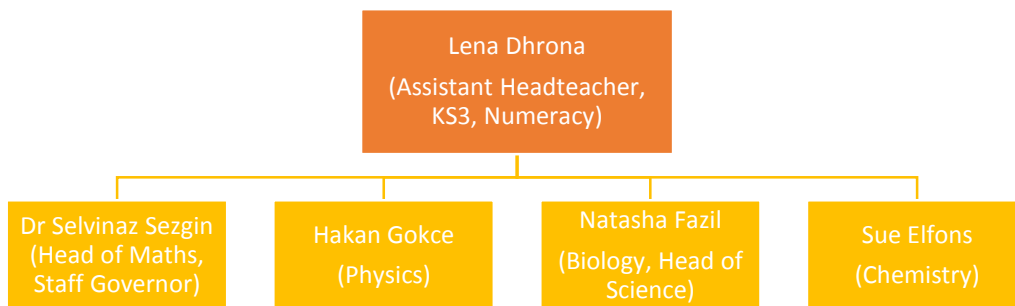 Lena Dhrona
(Assistant Headteacher,
KS3, Numeracy)
Dr Selvinaz Sezgin
(Head of Maths,
Staff Governor)
Hakan Gokce
(Physics)
Natasha Fazil
(Biology, Head of
Science)
Sue Elfons
(Chemistry)